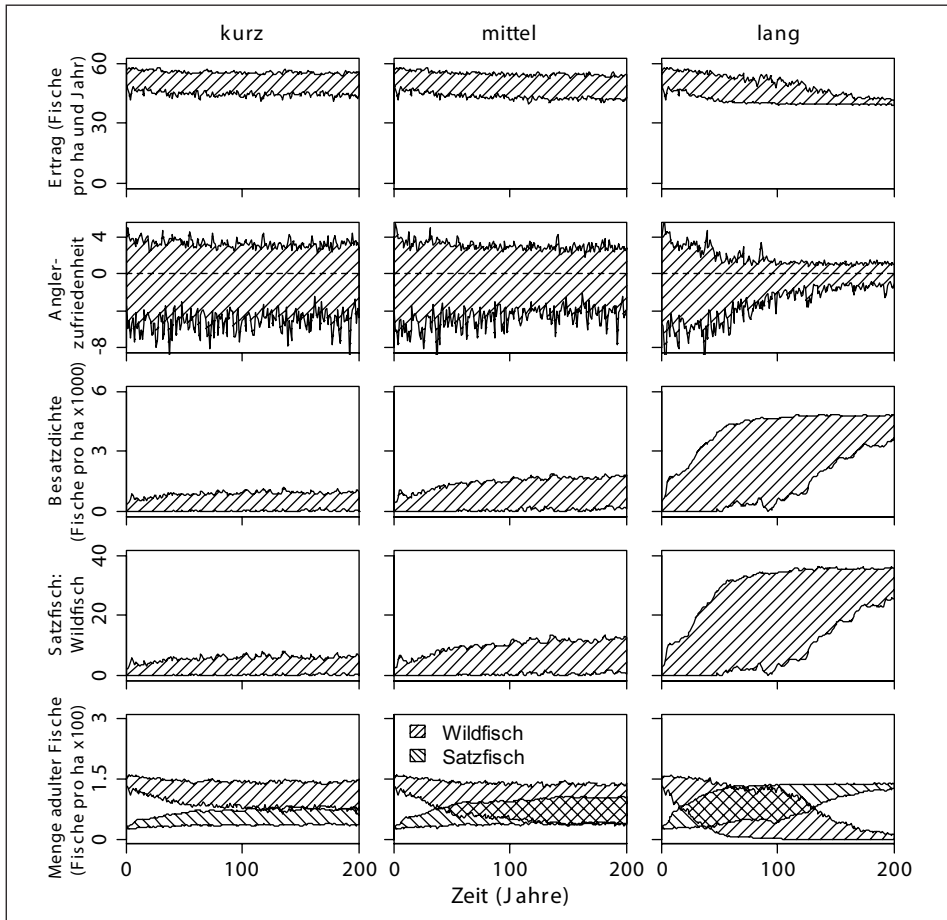 kurz
mittel
lang
Ertrag (Fische
pro ha und Jahr)
60
30
0
0
100
200
0
100
200
0
100
200
Angler-
zufriedenheit
4
0
-8
Besatzdichte
(Fische pro ha x1000)
6
3
0
Satzfisch:
Wildfisch
40
20
0
Menge adulter Fische
(Fische pro ha x100)
3
1.5
0
Wildfisch
Satzfisch
Zeit (Jahre)